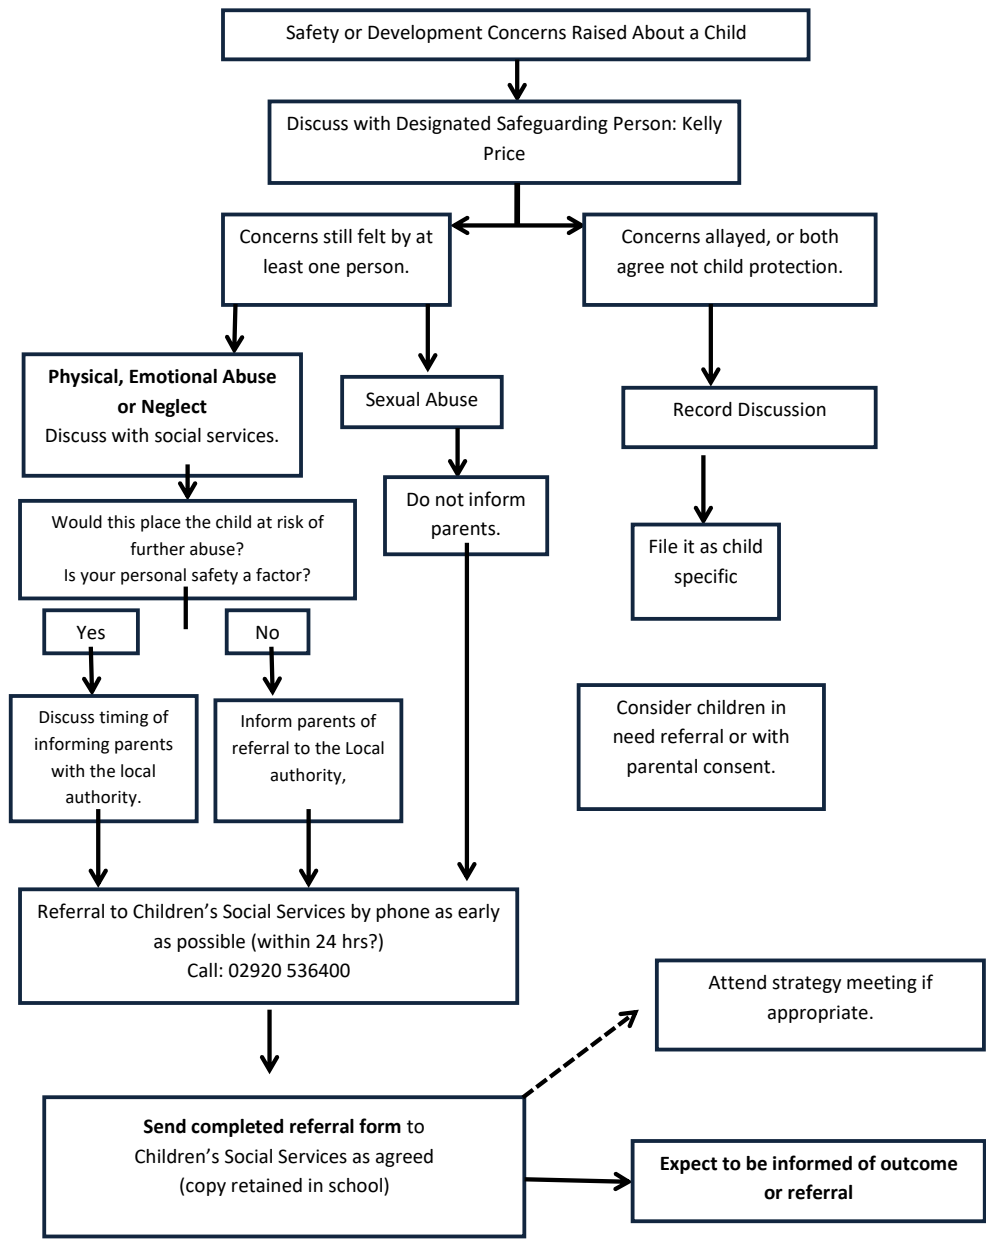 Safety or Development Concerns Raised About a Child
Discuss with Designated Safeguarding Person: Kelly
Price
Concerns still felt by at
least one person.
Concerns allayed, or both
agree not child protection.
Physical, Emotional Abuse
or Neglect
Discuss with social services.
Sexual Abuse
Record Discussion
Do not inform
parents.
Would this place the child at risk of
further abuse?
Is your personal safety a factor?
File it as child
specific
Yes
No
Discuss timing of
informing parents
with the local
authority.
Inform parents of
referral to the Local
authority,
Consider children in
need referral or with
parental consent.
Referral to Children’s Social Services by phone as early
as possible (within 24 hrs?)
Call: 02920 536400
Attend strategy meeting if
appropriate.
Send completed referral form to
Children’s Social Services as agreed
(copy retained in school)
Expect to be informed of outcome
or referral